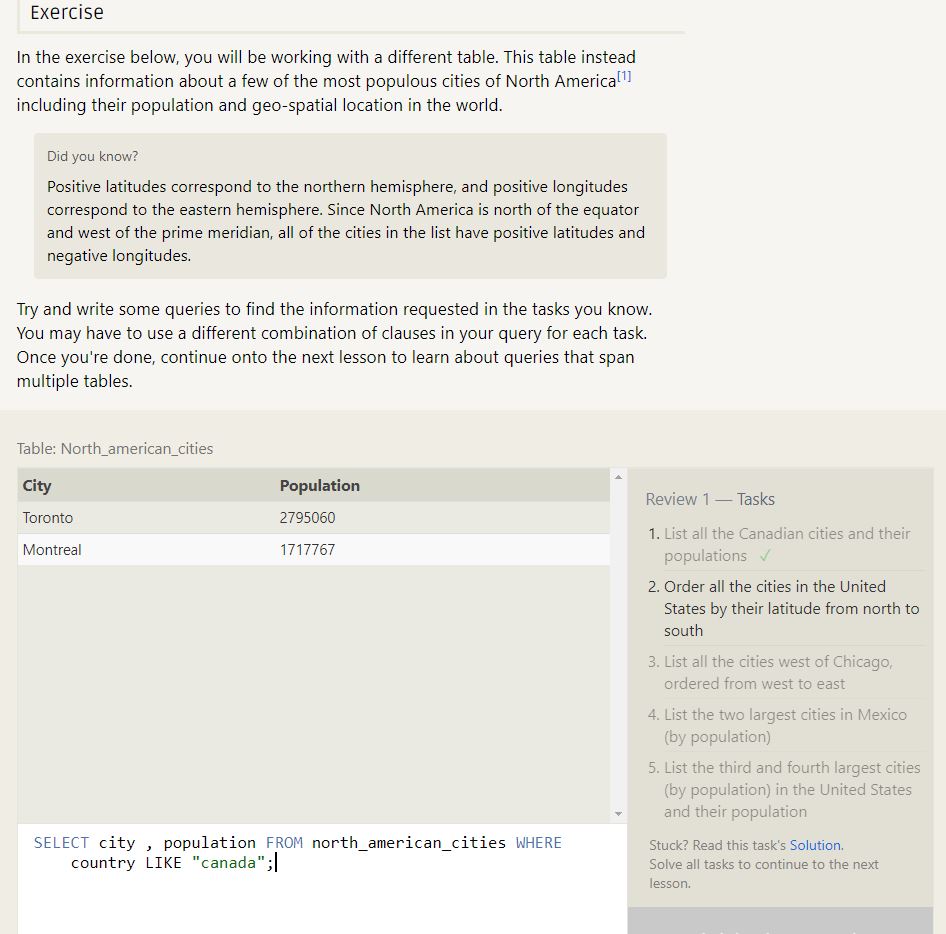 Exercise
In the exercise below, you will be working with a different table. This table instead
contains information about a few of the most populous cities of North America[1]
including their population and geo-spatial location in the world.
Did you know?
Positive latitudes correspond to the northern hemisphere, and positive longitudes
correspond to the eastern hemisphere. Since North America is north of the equator
and west of the prime meridian, all of the cities in the list have positive latitudes and
negative longitudes.
Try and write some queries to find the information requested in the tasks you know.
You may have to use a different combination of clauses in your query for each task.
Once you're done, continue onto the next lesson to learn about queries that span
multiple tables.
Table: North_american_cities
City Population
Toronto 2795060
Montreal 1717767
SELECT city , population FROM north_american_cities WHERE
country LIKE "canada";
Review 1 — Tasks
1. List all the Canadian cities and their
populations ✓
2. Order all the cities in the United
States by their latitude from north to
south
3. List all the cities west of Chicago,
ordered from west to east
4. List the two largest cities in Mexico
(by population)
5. List the third and fourth largest cities
(by population) in the United States
and their population
Stuck? Read this task's Solution.
Solve all tasks to continue to the next
lesson.